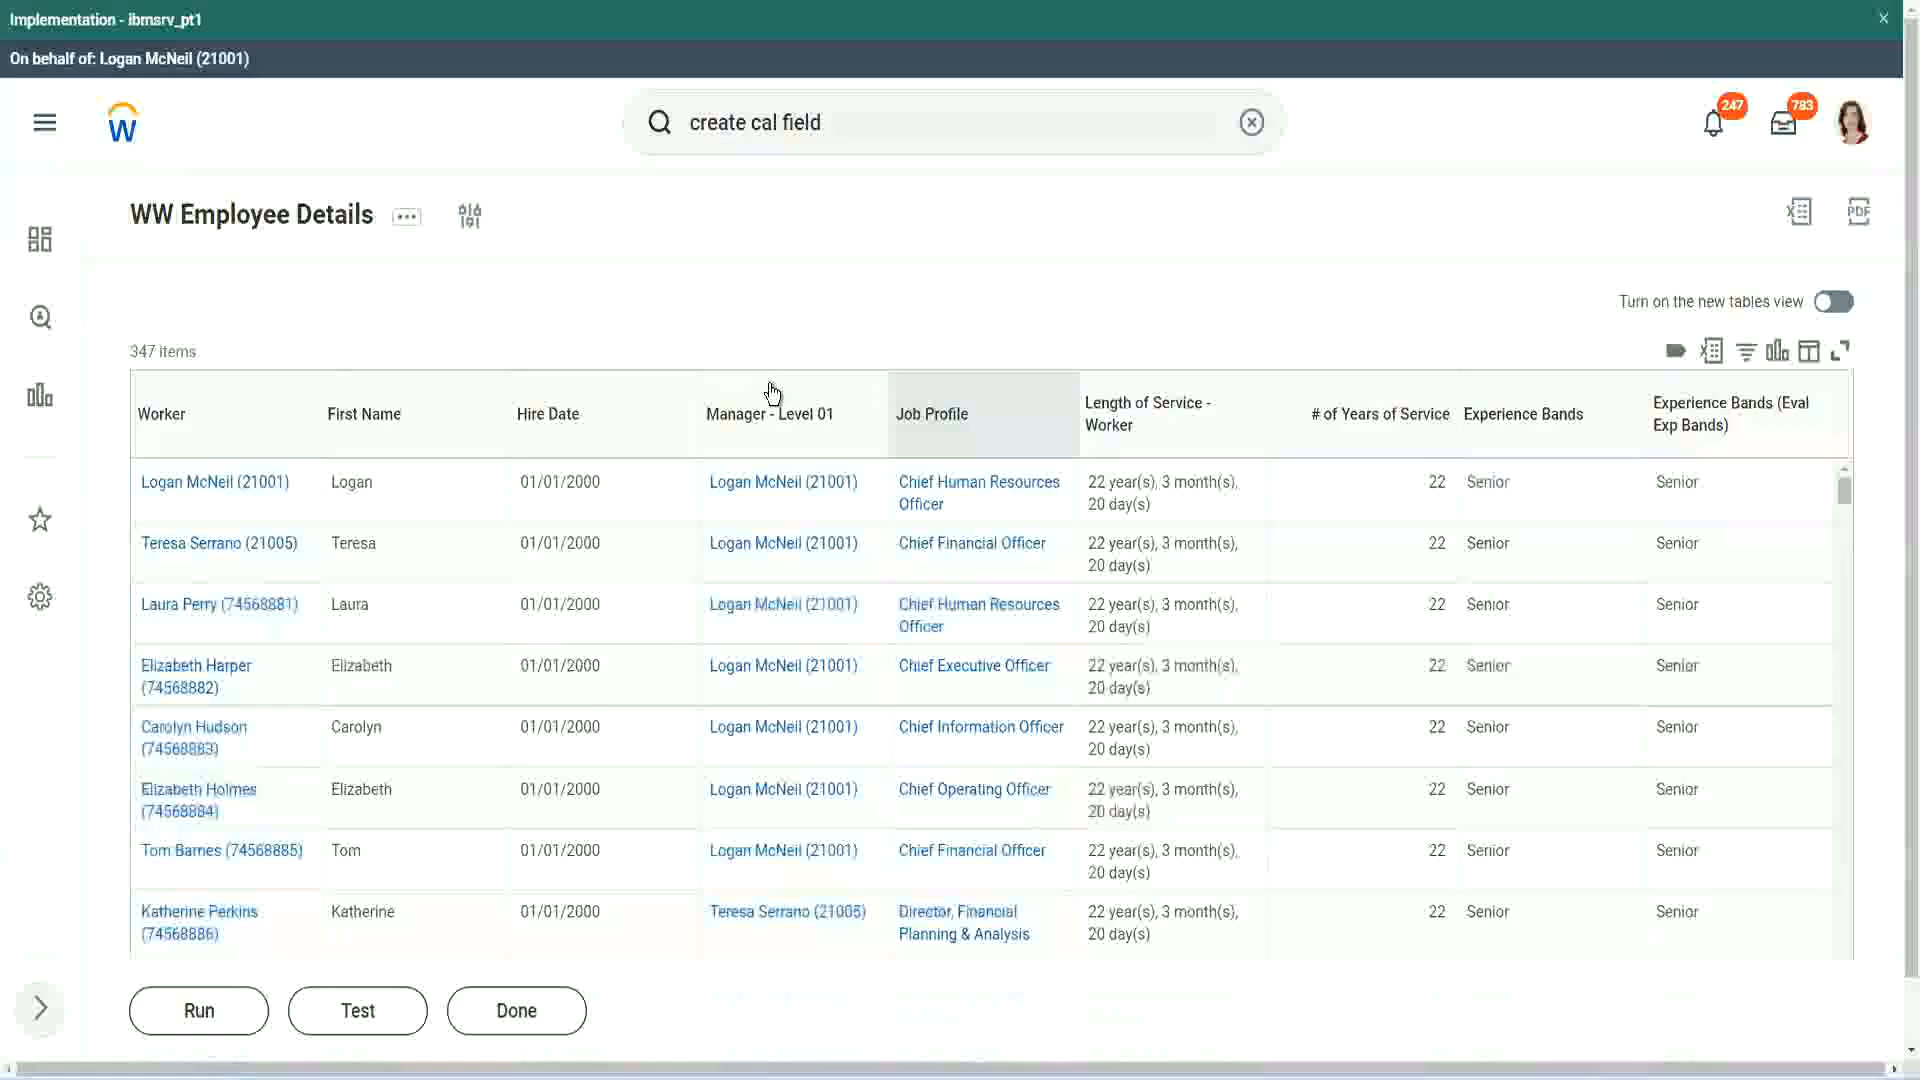 Implementation - ibmsrv_pt1
On behalf of: Logan McNeil (21001)
W
create cal field
247
783
WW Employee Details
X
PDF
Turn on the new tables view
347 items
Worker First Name Hire Date Manager - Level 01 Job Profile Length of Service - Worker # of Years of Service Experience Bands Experience Bands (Eval Exp Bands)
Logan McNeil (21001) Logan 01/01/2000 Logan McNeil (21001) Chief Human Resources Officer 22 year(s), 3 month(s), 20 day(s) 22 Senior Senior
Teresa Serrano (21005) Teresa 01/01/2000 Logan McNeil (21001) Chief Financial Officer 22 year(s), 3 month(s), 20 day(s) 22 Senior Senior
Laura Perry (74568881) Laura 01/01/2000 Logan McNeil (21001) Chief Human Resources Officer 22 year(s), 3 month(s), 20 day(s) 22 Senior Senior
Elizabeth Harper (74568882) Elizabeth 01/01/2000 Logan McNeil (21001) Chief Executive Officer 22 year(s), 3 month(s), 20 day(s) 22 Senior Senior
Carolyn Hudson (74568883) Carolyn 01/01/2000 Logan McNeil (21001) Chief Information Officer 22 year(s), 3 month(s), 20 day(s) 22 Senior Senior
Elizabeth Holmes (74568884) Elizabeth 01/01/2000 Logan McNeil (21001) Chief Operating Officer 22 year(s), 3 month(s), 20 day(s) 22 Senior Senior
Tom Barnes (74568885) Tom 01/01/2000 Logan McNeil (21001) Chief Financial Officer 22 year(s), 3 month(s), 20 day(s) 22 Senior Senior
Katherine Perkins (74568886) Katherine 01/01/2000 Teresa Serrano (21005) Director, Financial Planning & Analysis 22 year(s), 3 month(s), 20 day(s) 22 Senior Senior
Run Test Done